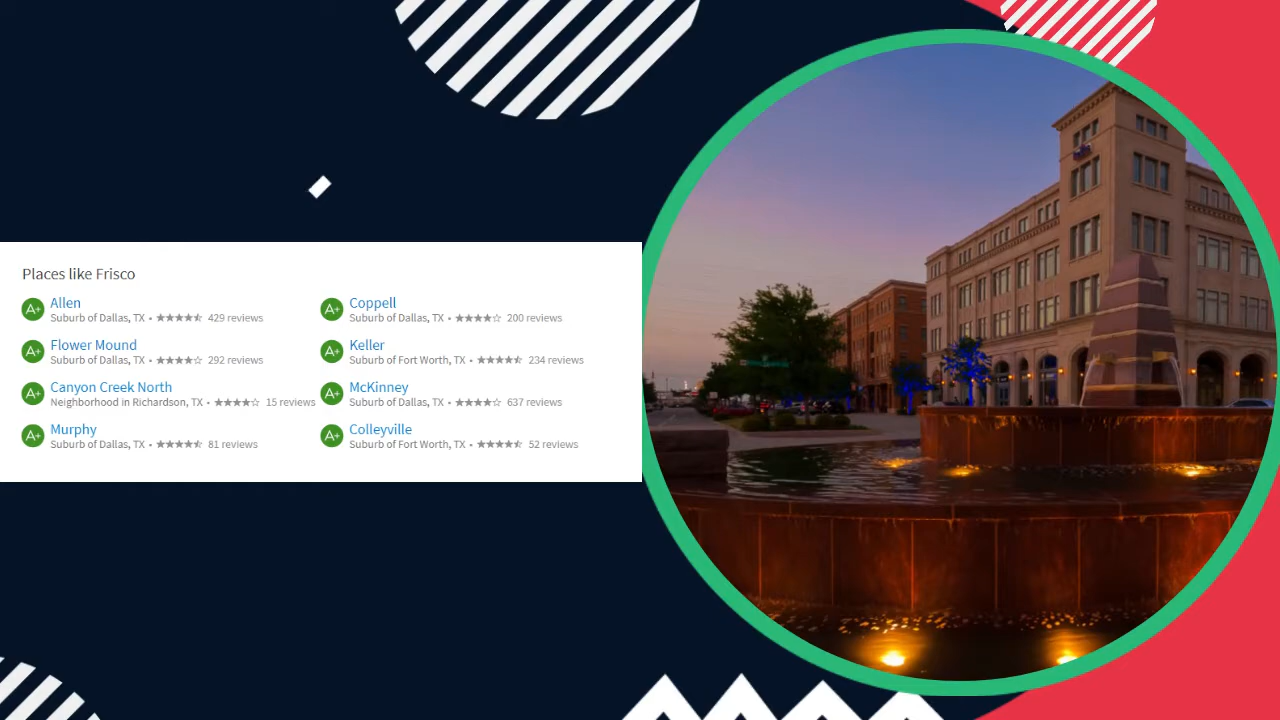 Places like Frisco
A+ Allen
Suburb of Dallas, TX • ★★★★⯪ 429 reviews
A+ Coppell
Suburb of Dallas, TX • ★★★★☆ 200 reviews
A+ Flower Mound
Suburb of Dallas, TX • ★★★★☆ 292 reviews
A+ Keller
Suburb of Fort Worth, TX • ★★★★⯪ 234 reviews
A+ Canyon Creek North
Neighborhood in Richardson, TX • ★★★★☆ 15 reviews
A+ McKinney
Suburb of Dallas, TX • ★★★★☆ 637 reviews
A+ Murphy
Suburb of Dallas, TX • ★★★★⯪ 81 reviews
A+ Colleyville
Suburb of Fort Worth, TX • ★★★★⯪ 52 reviews